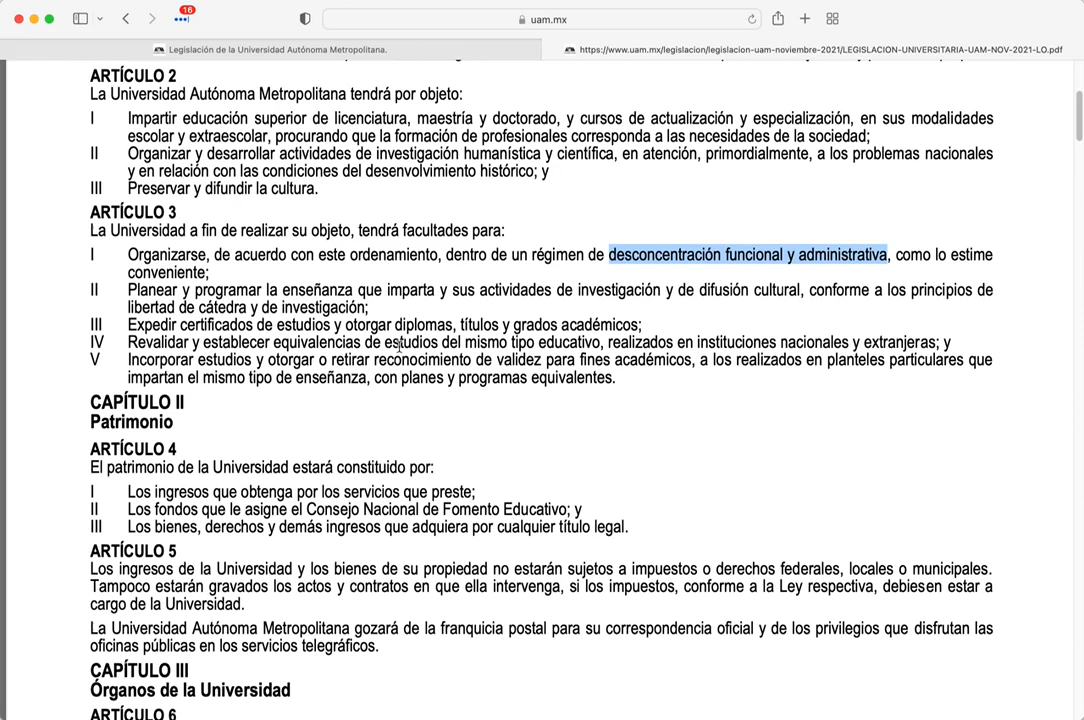 16
uam.mx
Legislación de la Universidad Autónoma Metropolitana.
https://www.uam.mx/legislacion/legislacion-uam-noviembre-2021/LEGISLACION-UNIVERSITARIA-UAM-NOV-2021-LO.pdf
ARTÍCULO 2
La Universidad Autónoma Metropolitana tendrá por objeto:
I Impartir educación superior de licenciatura, maestría y doctorado, y cursos de actualización y especialización, en sus modalidades
escolar y extraescolar, procurando que la formación de profesionales corresponda a las necesidades de la sociedad;
II Organizar y desarrollar actividades de investigación humanística y científica, en atención, primordialmente, a los problemas nacionales
y en relación con las condiciones del desenvolvimiento histórico; y
III Preservar y difundir la cultura.
ARTÍCULO 3
La Universidad a fin de realizar su objeto, tendrá facultades para:
I Organizarse, de acuerdo con este ordenamiento, dentro de un régimen de desconcentración funcional y administrativa, como lo estime
conveniente;
II Planear y programar la enseñanza que imparta y sus actividades de investigación y de difusión cultural, conforme a los principios de
libertad de cátedra y de investigación;
III Expedir certificados de estudios y otorgar diplomas, títulos y grados académicos;
IV Revalidar y establecer equivalencias de estudios del mismo tipo educativo, realizados en instituciones nacionales y extranjeras; y
V Incorporar estudios y otorgar o retirar reconocimiento de validez para fines académicos, a los realizados en planteles particulares que
impartan el mismo tipo de enseñanza, con planes y programas equivalentes.
CAPÍTULO II
Patrimonio
ARTÍCULO 4
El patrimonio de la Universidad estará constituido por:
I Los ingresos que obtenga por los servicios que preste;
II Los fondos que le asigne el Consejo Nacional de Fomento Educativo; y
III Los bienes, derechos y demás ingresos que adquiera por cualquier título legal.
ARTÍCULO 5
Los ingresos de la Universidad y los bienes de su propiedad no estarán sujetos a impuestos o derechos federales, locales o municipales.
Tampoco estarán gravados los actos y contratos en que ella intervenga, si los impuestos, conforme a la Ley respectiva, debiesen estar a
cargo de la Universidad.
La Universidad Autónoma Metropolitana gozará de la franquicia postal para su correspondencia oficial y de los privilegios que disfrutan las
oficinas públicas en los servicios telegráficos.
CAPÍTULO III
Órganos de la Universidad
ARTÍCULO 6